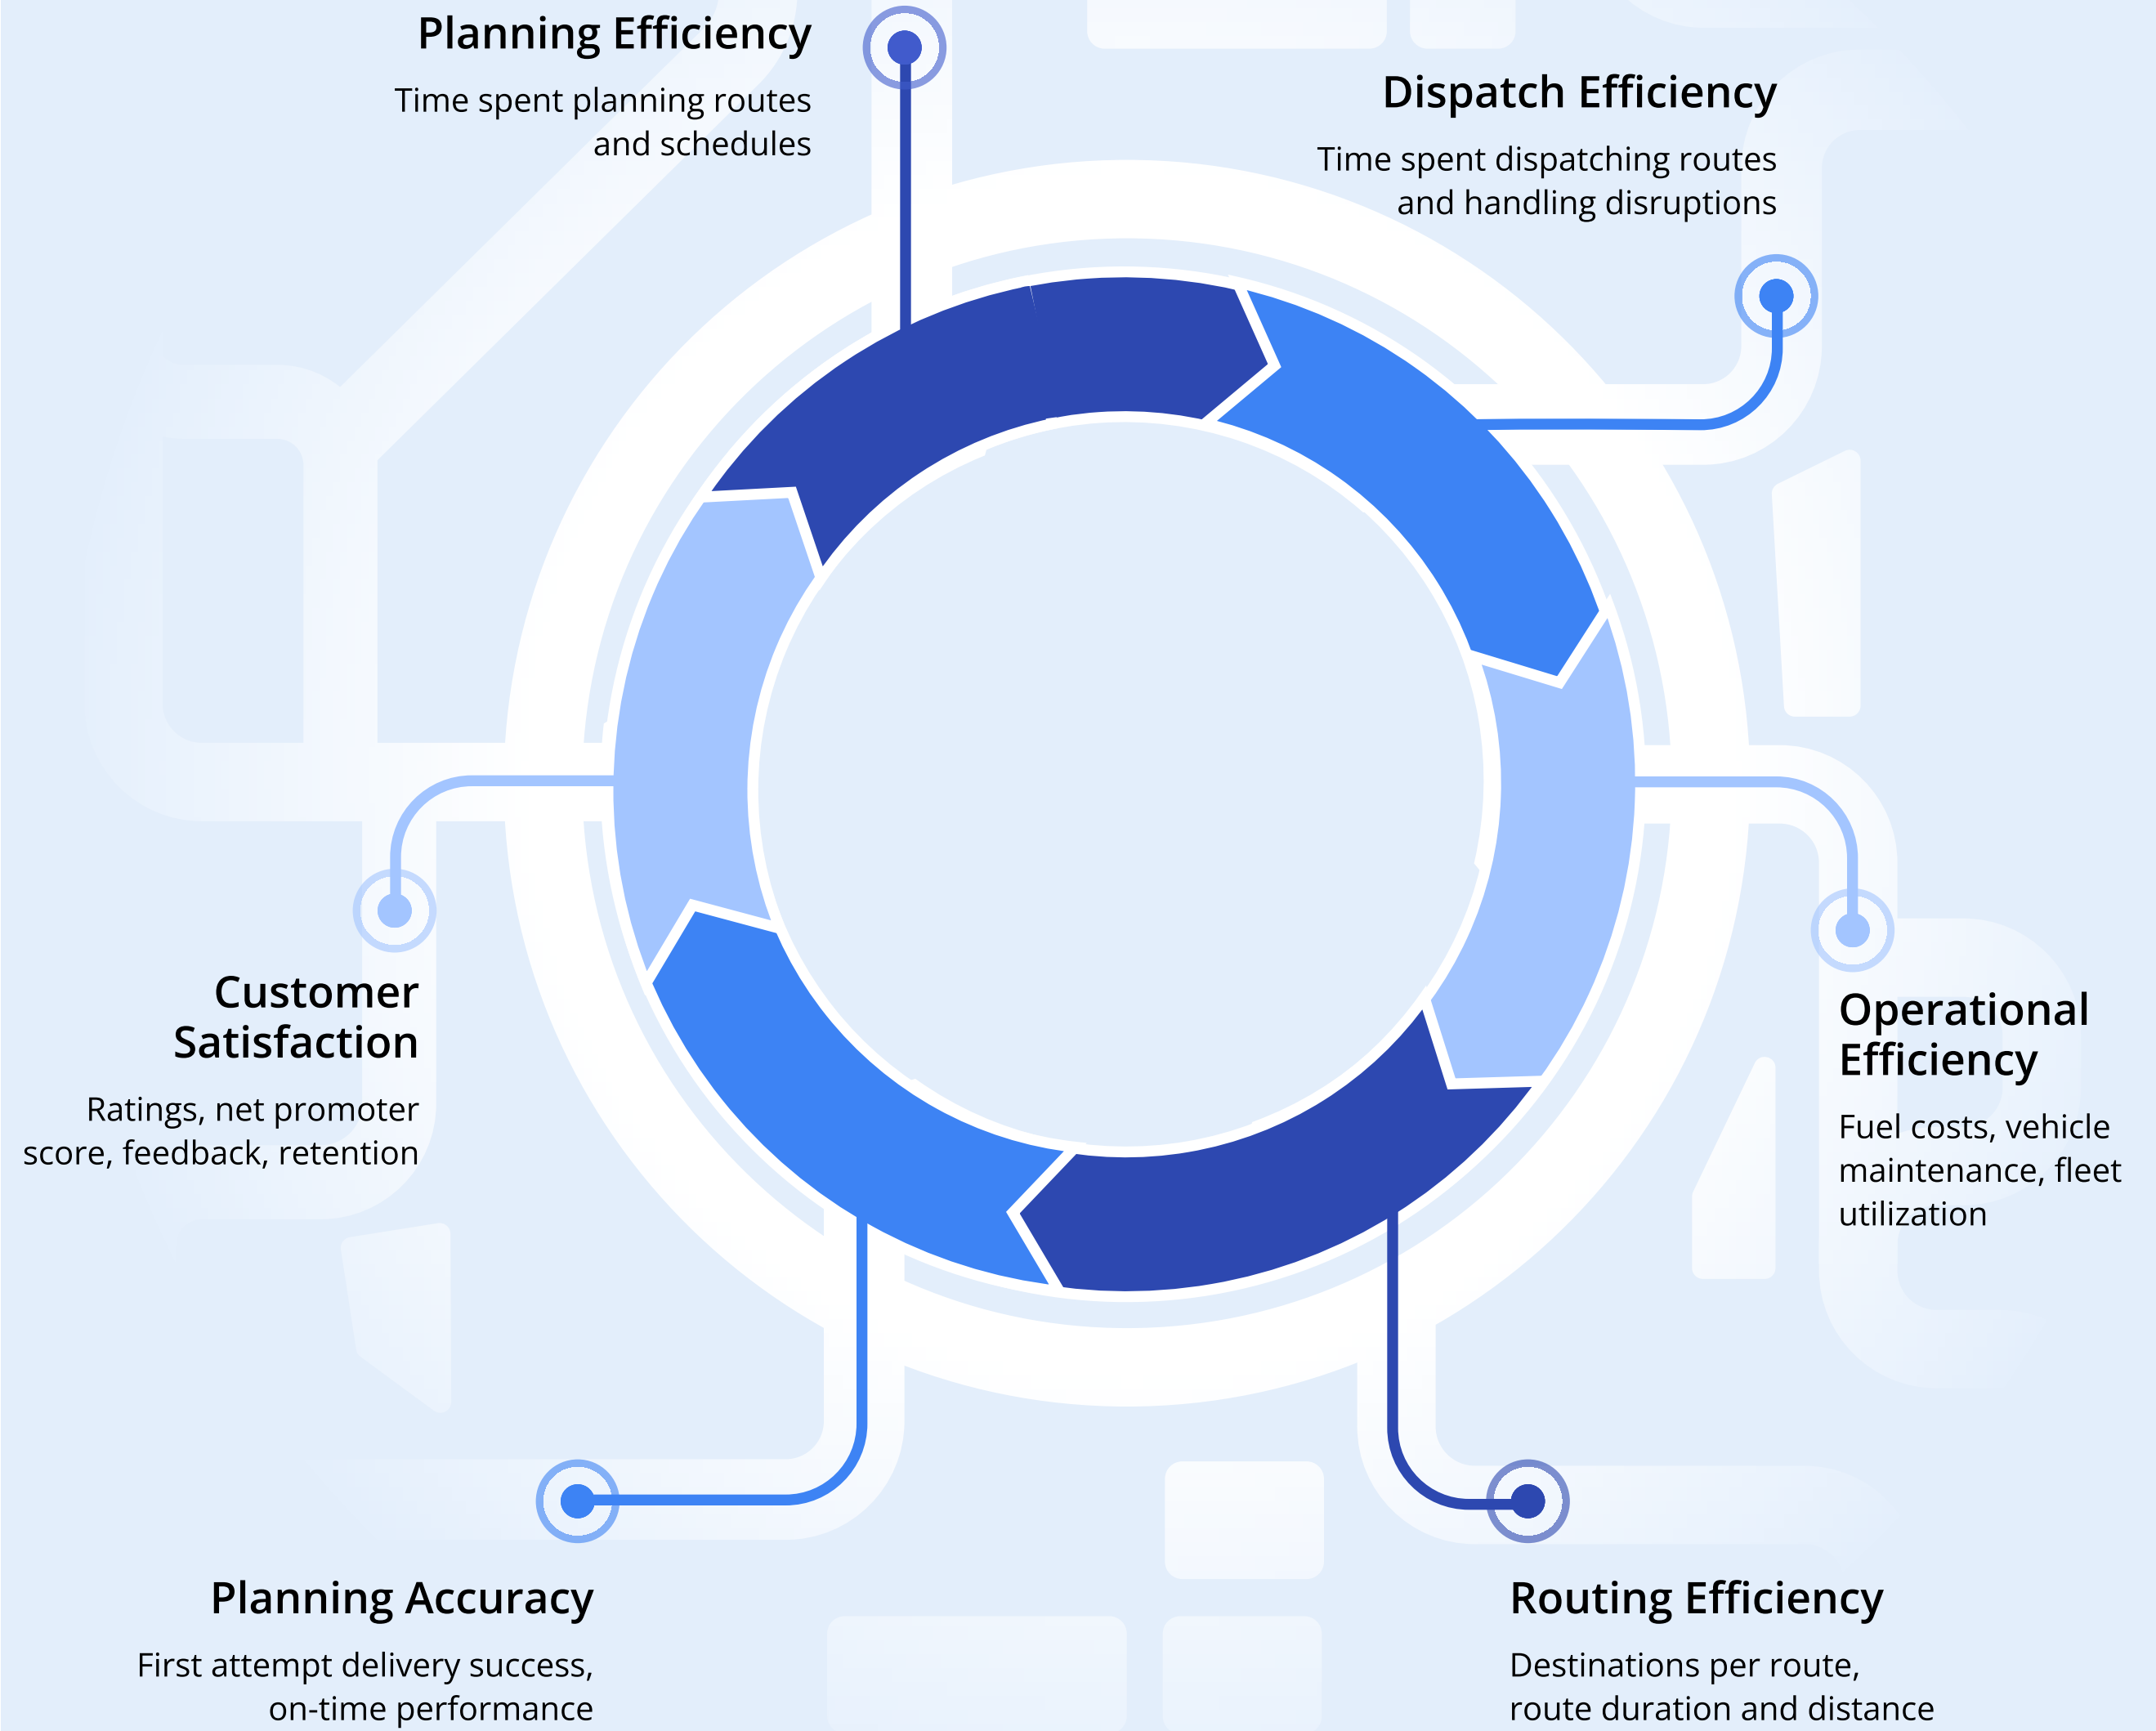 Planning Efficiency
Time spent planning routes
and schedules
Dispatch Efficiency
Time spent dispatching routes
and handling disruptions
Customer
Satisfaction
Ratings, net promoter
score, feedback, retention
Operational
Efficiency
Fuel costs, vehicle
maintenance, fleet
utilization
Planning Accuracy
First attempt delivery success,
on-time performance
Routing Efficiency
Destinations per route,
route duration and distance